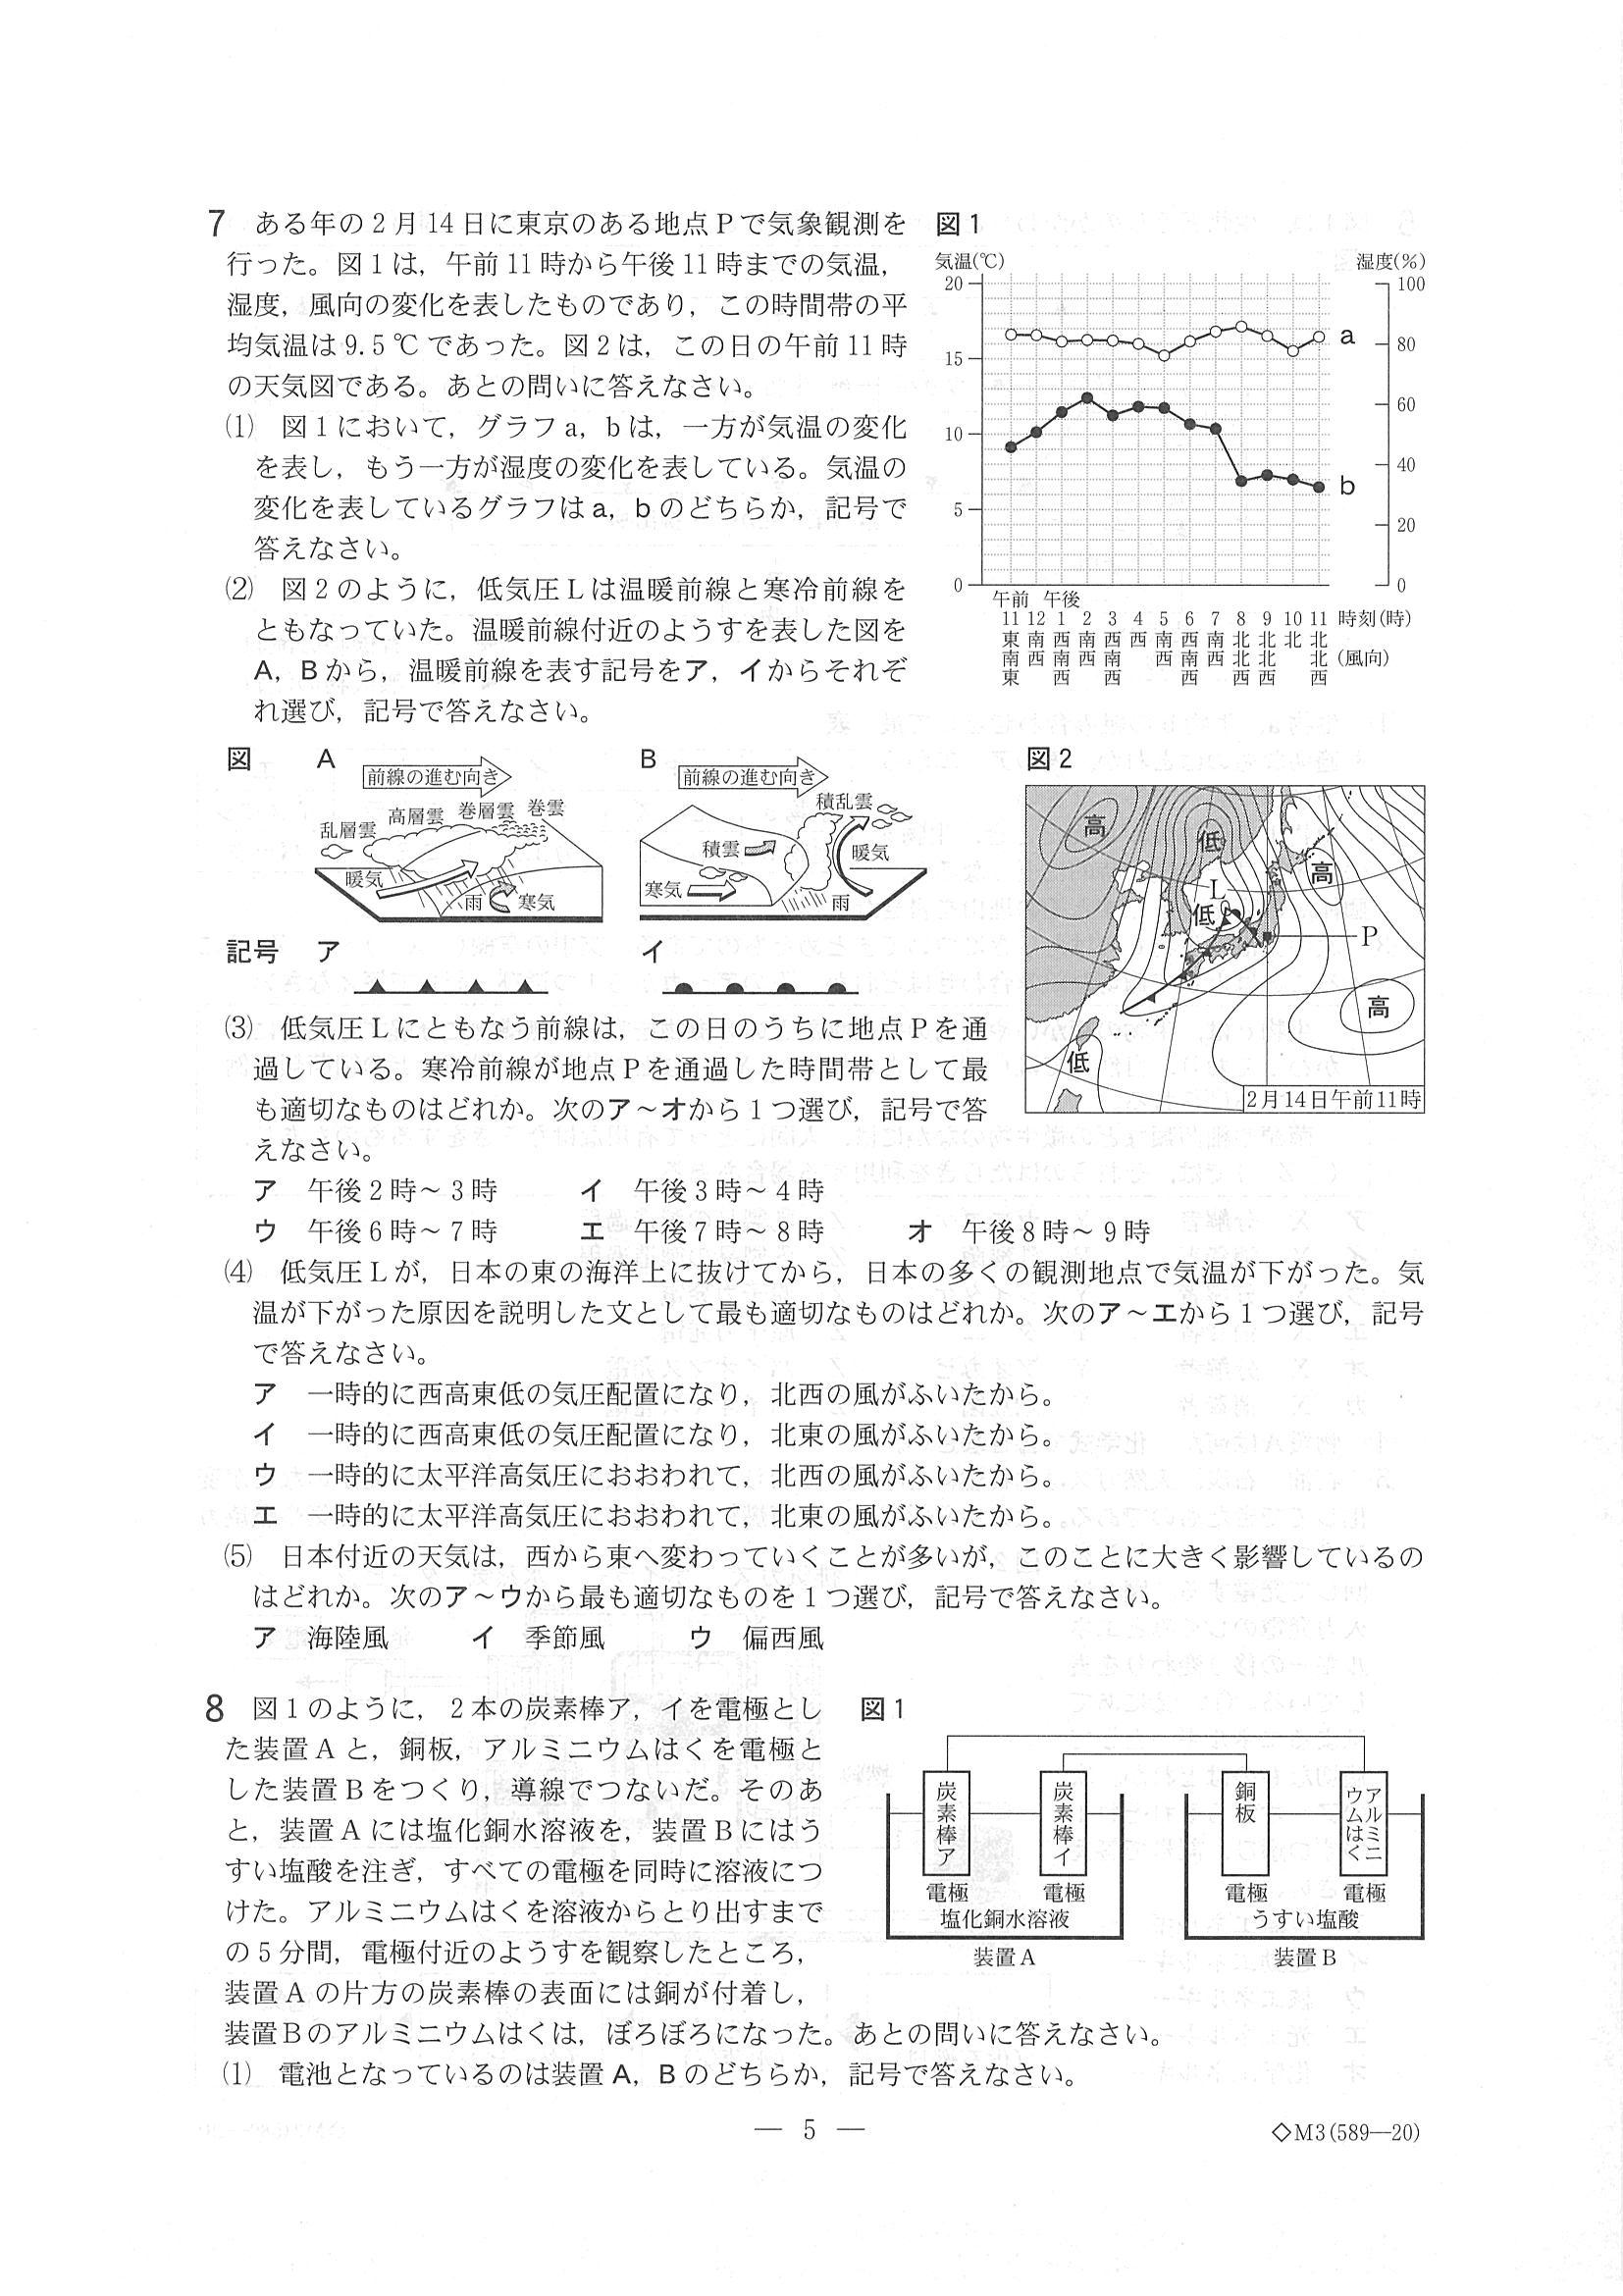 7 ある年の2月14日に東京のある地点Pで気象観測を
行った。図1は，午前11時から午後11時までの気温，
湿度，風向の変化を表したものであり，この時間帯の平
均気温は9.5℃であった。図2は，この日の午前11時
の天気図である。あとの問いに答えなさい。
⑴ 図1において，グラフa，bは，一方が気温の変化
を表し，もう一方が湿度の変化を表している。気温の
変化を表しているグラフはa，bのどちらか，記号で
答えなさい。
⑵ 図2のように，低気圧Lは温暖前線と寒冷前線を
ともなっていた。温暖前線付近のようすを表した図を
A，Bから，温暖前線を表す記号をア，イからそれぞ
れ選び，記号で答えなさい。
図1
気温(℃) 湿度(%)
20 100
a
80
15
60
10
40
b
5
20
0 0
午前 午後
11 12 1 2 3 4 5 6 7 8 9 10 11 時刻(時)
東南東 南西 西南西 南西 西南西 西 南西 西南西 南西 北北西 北北西 北 北北西 (風向)
図 A
前線の進む向き
乱層雲 高層雲 巻層雲 巻雲
暖気 雨 寒気
B
前線の進む向き
積乱雲
積雲 暖気
寒気 雨
記号 ア イ
図2
高 低 高
L
低
P
高
低
2月14日午前11時
⑶ 低気圧Lにともなう前線は，この日のうちに地点Pを通
過している。寒冷前線が地点Pを通過した時間帯として最
も適切なものはどれか。次のア～オから1つ選び，記号で答
えなさい。
ア 午後2時～3時 イ 午後3時～4時
ウ 午後6時～7時 エ 午後7時～8時 オ 午後8時～9時
⑷ 低気圧Lが，日本の東の海洋上に抜けてから，日本の多くの観測地点で気温が下がった。気
温が下がった原因を説明した文として最も適切なものはどれか。次のア～エから1つ選び，記号
で答えなさい。
ア 一時的に西高東低の気圧配置になり，北西の風がふいたから。
イ 一時的に西高東低の気圧配置になり，北東の風がふいたから。
ウ 一時的に太平洋高気圧におおわれて，北西の風がふいたから。
エ 一時的に太平洋高気圧におおわれて，北東の風がふいたから。
⑸ 日本付近の天気は，西から東へ変わっていくことが多いが，このことに大きく影響しているの
はどれか。次のア～ウから最も適切なものを1つ選び，記号で答えなさい。
ア 海陸風 イ 季節風 ウ 偏西風
8 図1のように，2本の炭素棒ア，イを電極とし
た装置Aと，銅板，アルミニウムはくを電極と
した装置Bをつくり，導線でつないだ。そのあ
と，装置Aには塩化銅水溶液を，装置Bにはう
すい塩酸を注ぎ，すべての電極を同時に溶液につ
けた。アルミニウムはくを溶液からとり出すまで
の5分間，電極付近のようすを観察したところ，
装置Aの片方の炭素棒の表面には銅が付着し，
装置Bのアルミニウムはくは，ぼろぼろになった。あとの問いに答えなさい。
図1
炭素棒ア 炭素棒イ 銅板 アルミニウムはく
電極 電極 電極 電極
塩化銅水溶液 うすい塩酸
装置A 装置B
⑴ 電池となっているのは装置A，Bのどちらか，記号で答えなさい。
― 5 ―
◇M3(589―20)